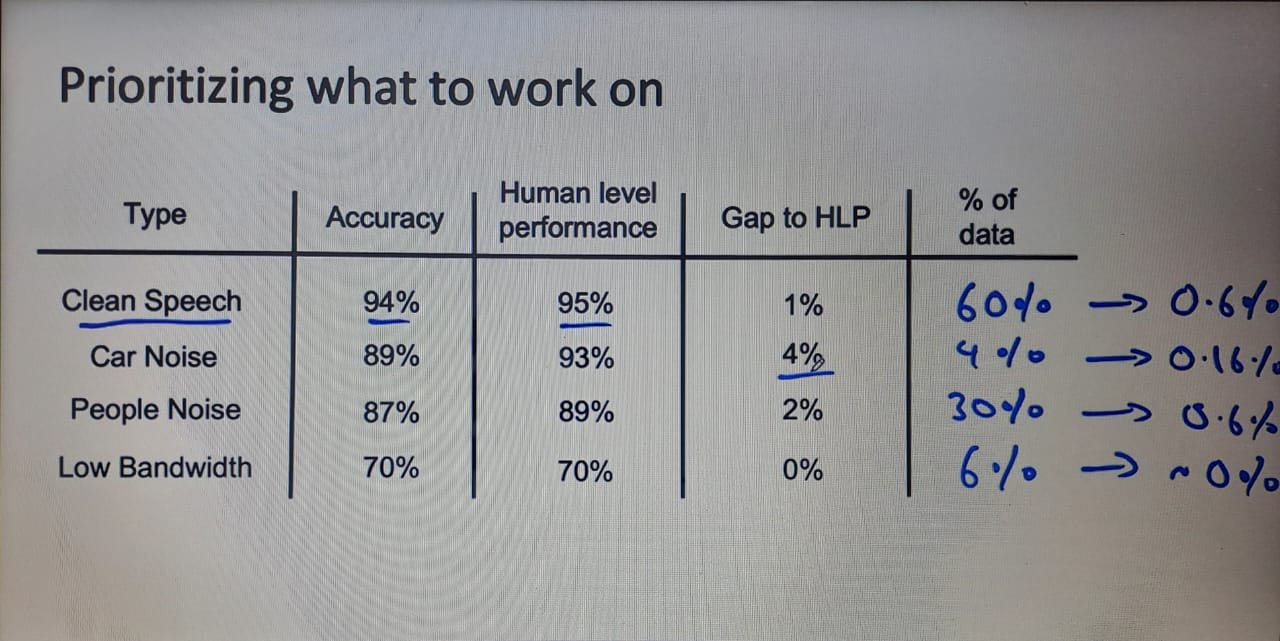 Prioritizing what to work on
Type Accuracy Human level performance Gap to HLP % of data
Clean Speech 94% 95% 1% 60% → 0.6%
Car Noise 89% 93% 4% 4% → 0.16%
People Noise 87% 89% 2% 30% → 0.6%
Low Bandwidth 70% 70% 0% 6% → ~0%